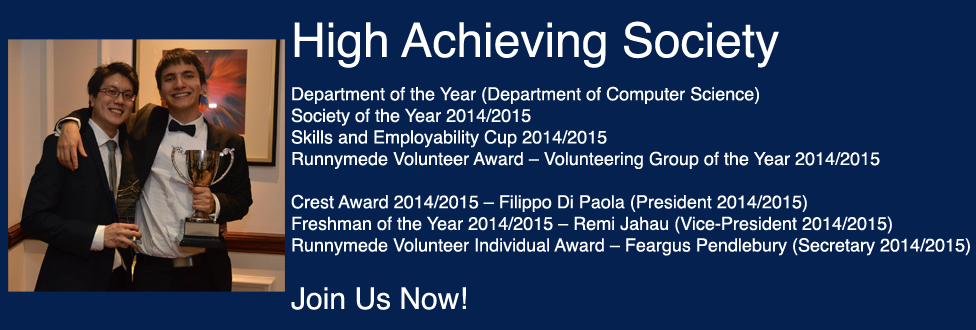 High Achieving Society
Department of the Year (Department of Computer Science)
Society of the Year 2014/2015
Skills and Employability Cup 2014/2015
Runnymede Volunteer Award – Volunteering Group of the Year 2014/2015
Crest Award 2014/2015 – Filippo Di Paola (President 2014/2015)
Freshman of the Year 2014/2015 – Remi Jahau (Vice-President 2014/2015)
Runnymede Volunteer Individual Award – Feargus Pendlebury (Secretary 2014/2015)
Join Us Now!